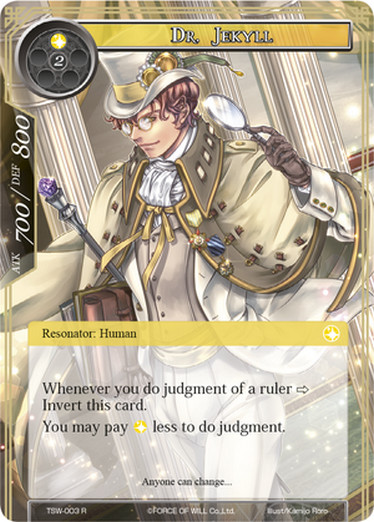 Dr. Jekyll
2
ATK 700 / DEF 800
Resonator: Human
Whenever you do judgment of a ruler ⇨
Invert this card.
You may pay less to do judgment.
Anyone can change...
TSW-003 R ©FORCE OF WILL Co.,Ltd. Illust/Kamijo Rorp